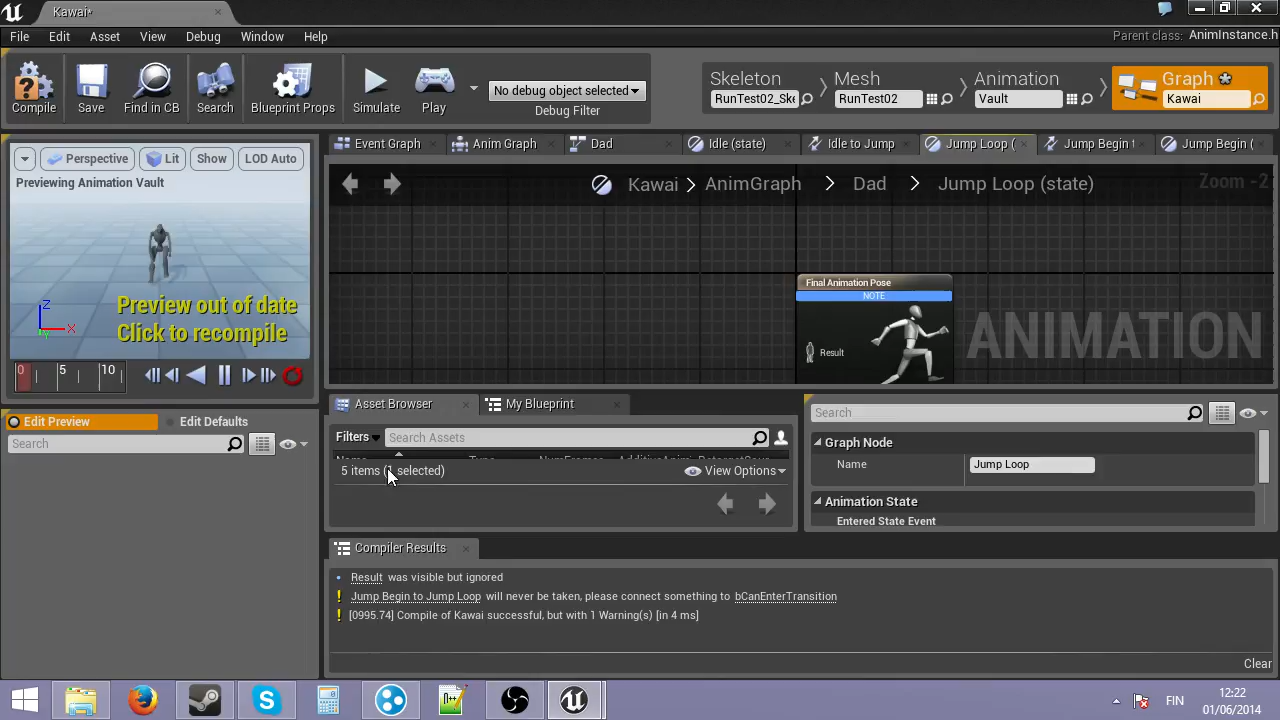 Kawai*
File Edit Asset View Debug Window Help
Parent class: AnimInstance.h
Compile Save Find in CB Search Blueprint Props Simulate Play
No debug object selected
Debug Filter
Skeleton
RunTest02_Ske
Mesh
RunTest02
Animation
Vault
Graph
Kawai
Perspective Lit Show LOD Auto
Previewing Animation Vault
Preview out of date
Click to recompile
Z
X
0 5 10
Edit Preview Edit Defaults
Search
Event Graph Anim Graph Dad Idle (state) Idle to Jump Jump Loop ( Jump Begin t Jump Begin (
Kawai > AnimGraph > Dad > Jump Loop (state)
Zoom -2
Final Animation Pose
NOTE
Result
ANIMATION
Asset Browser My Blueprint
Filters Search Assets
5 items (1 selected) View Options
Search
Graph Node
Name Jump Loop
Animation State
Entered State Event
Compiler Results
Result was visible but ignored
Jump Begin to Jump Loop will never be taken, please connect something to bCanEnterTransition
[0995.74] Compile of Kawai successful, but with 1 Warning(s) [in 4 ms]
Clear
FIN
12:22
01/06/2014